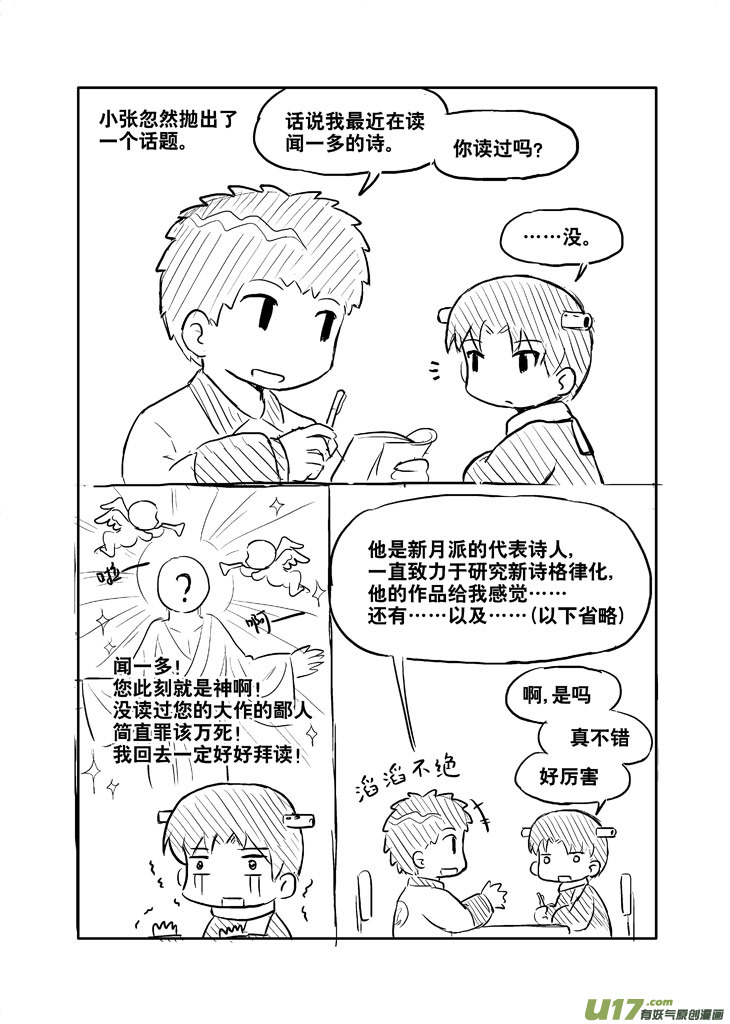 小张忽然抛出了
一个话题。
话说我最近在读
闻一多的诗。
你读过吗?
……没。
他是新月派的代表诗人,
一直致力于研究新诗格律化,
他的作品给我感觉……
还有……以及……(以下省略)
滔滔不绝
啊,是吗
真不错
好厉害
啦一
啊一
?
闻一多!
您此刻就是神啊!
没读过您的大作的鄙人
简直罪该万死!
我回去一定好好拜读!
U17.com
有妖气原创漫画